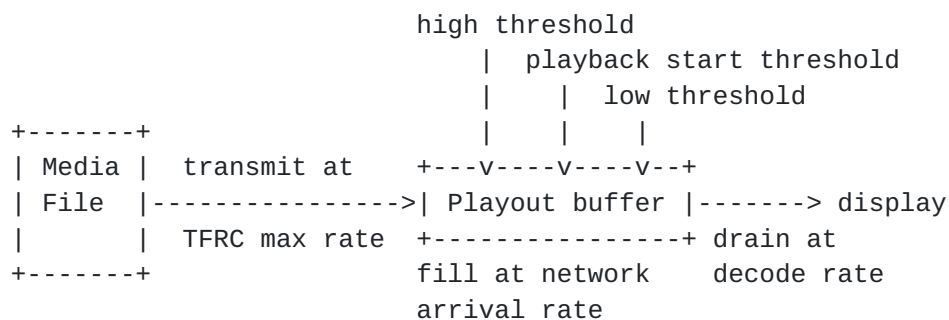 high threshold
| playback start threshold
| | low threshold
+-------+ | | |
| Media | transmit at +---v----v----v--+
| File |---------------->| Playout buffer |-------> display
| | TFRC max rate +----------------+ drain at
+-------+ fill at network decode rate
arrival rate